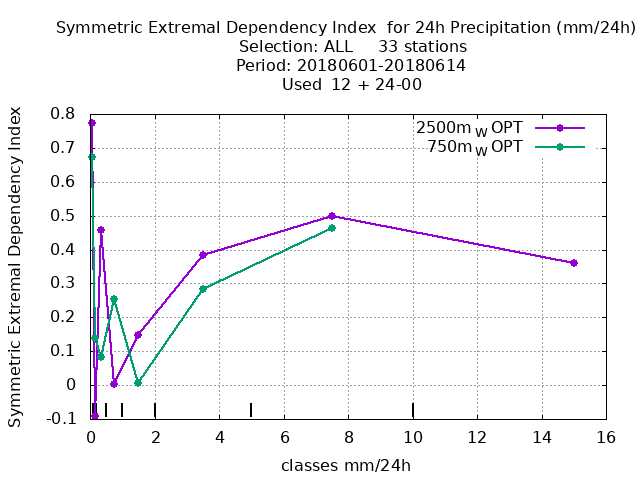 Symmetric Extremal Dependency Index  for 24h Precipitation (mm/24h)
Selection: ALL     33 stations
Period: 20180601-20180614
Used  12 + 24-00
Symmetric Extremal Dependency Index
0.8
0.7
0.6
0.5
0.4
0.3
0.2
0.1
0
-0.1
2500m W OPT
750m W OPT
0 2 4 6 8 10 12 14 16
classes mm/24h